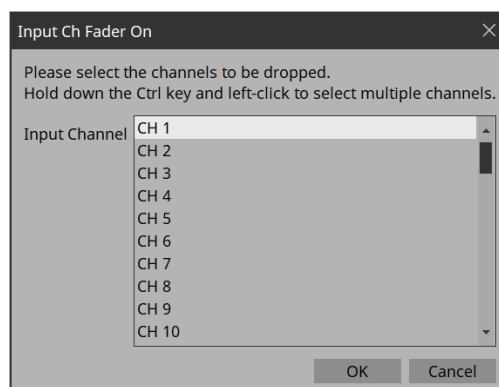 Input Ch Fader On
Please select the channels to be dropped.
Hold down the Ctrl key and left-click to select multiple channels.
Input Channel
CH 1
CH 2
CH 3
CH 4
CH 5
CH 6
CH 7
CH 8
CH 9
CH 10
OK
Cancel